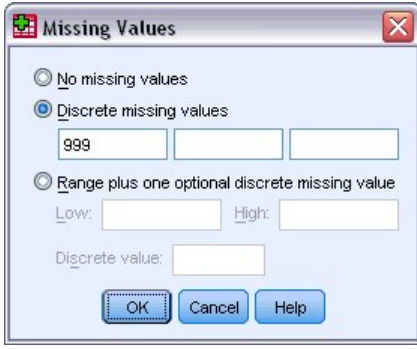 Missing Values
No missing values
Discrete missing values
999
Range plus one optional discrete missing value
Low: High:
Discrete value:
OK Cancel Help